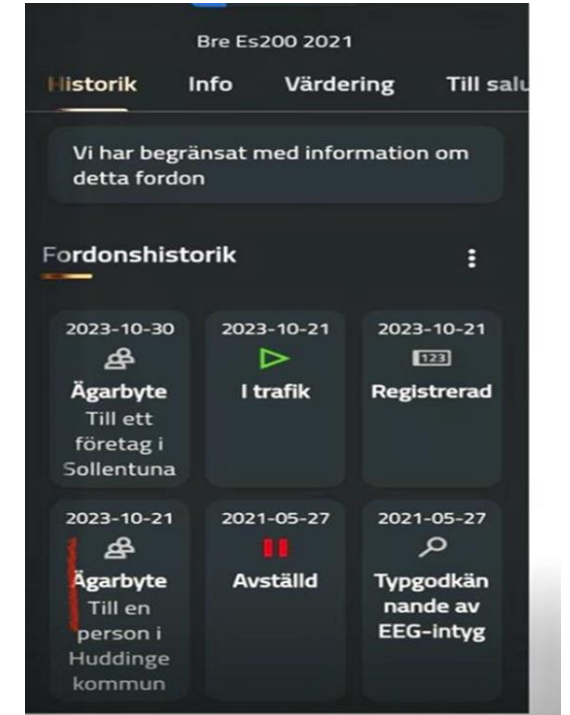 Bre Es200 2021
Historik Info Värdering Till salu
Vi har begränsat med information om
detta fordon
Fordonshistorik
2023-10-30
Ägarbyte
Till ett
företag i
Sollentuna
2023-10-21
I trafik
2023-10-21
123
Registrerad
2023-10-21
Ägarbyte
Till en
person i
Huddinge
kommun
2021-05-27
Avställd
2021-05-27
Typgodkän
nande av
EEG-intyg